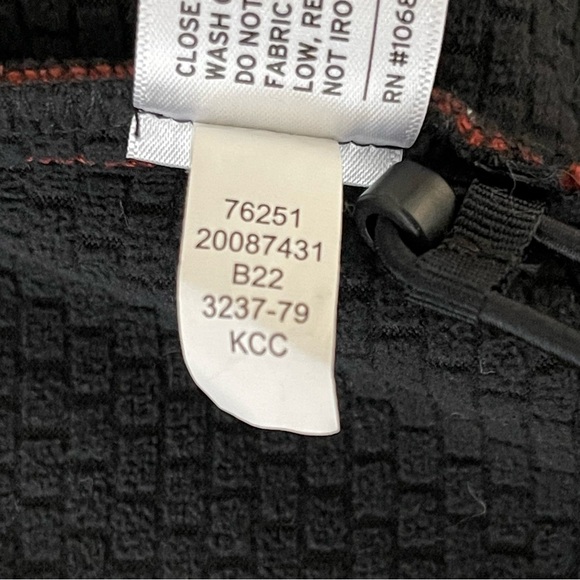 CLOSE
WASH
DO NOT
FABRIC
LOW, RE
NOT IRO
RN #1068
76251
20087431
B22
3237-79
KCC